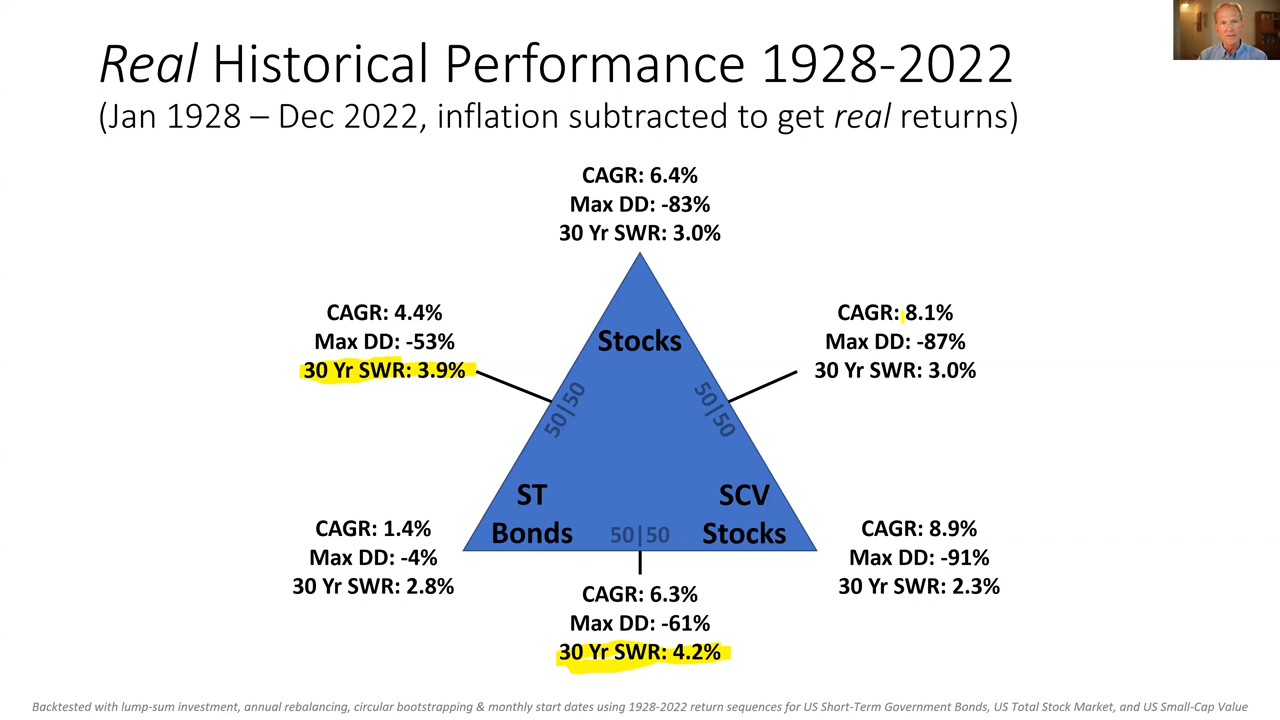 Real Historical Performance 1928-2022
(Jan 1928 – Dec 2022, inflation subtracted to get real returns)
CAGR: 6.4%
Max DD: -83%
30 Yr SWR: 3.0%
CAGR: 4.4%
Max DD: -53%
30 Yr SWR: 3.9%
CAGR: 8.1%
Max DD: -87%
30 Yr SWR: 3.0%
Stocks
50|50
50|50
ST
Bonds
50|50
SCV
Stocks
CAGR: 1.4%
Max DD: -4%
30 Yr SWR: 2.8%
CAGR: 8.9%
Max DD: -91%
30 Yr SWR: 2.3%
CAGR: 6.3%
Max DD: -61%
30 Yr SWR: 4.2%
Backtested with lump-sum investment, annual rebalancing, circular bootstrapping & monthly start dates using 1928-2022 return sequences for US Short-Term Government Bonds, US Total Stock Market, and US Small-Cap Value